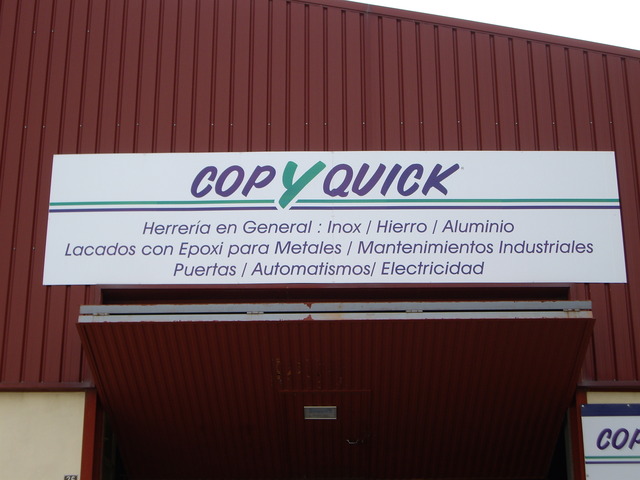 COPYQUICK
Herrería en General : Inox / Hierro / Aluminio
Lacados con Epoxi para Metales / Mantenimientos Industriales
Puertas / Automatismos/ Electricidad
COP